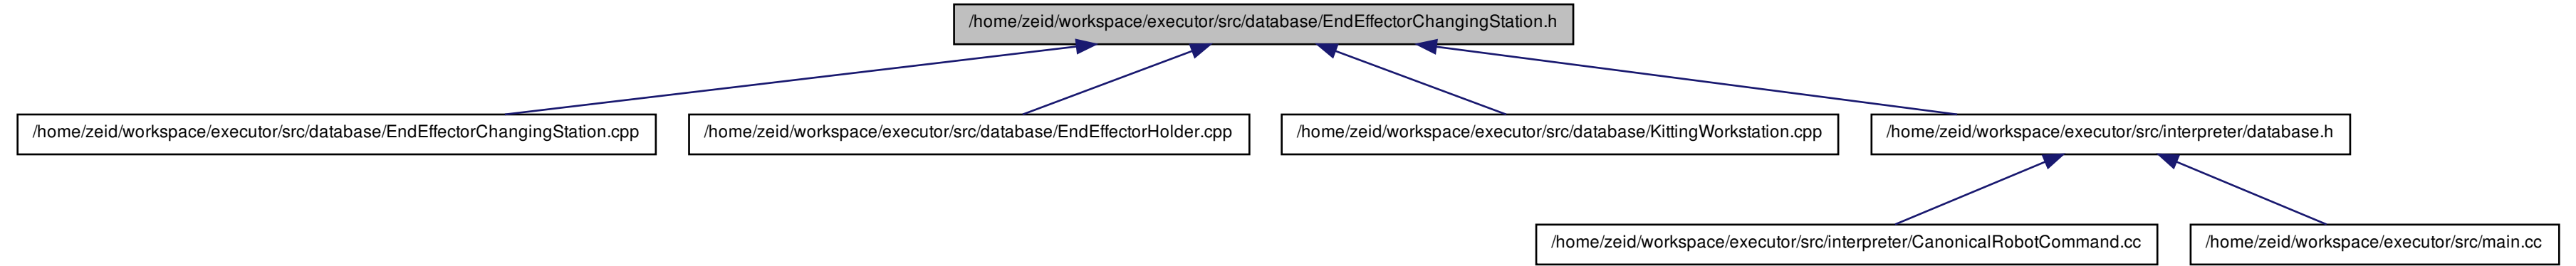 /home/zeid/workspace/executor/src/database/EndEffectorChangingStation.h
/home/zeid/workspace/executor/src/database/EndEffectorChangingStation.cpp
/home/zeid/workspace/executor/src/database/EndEffectorHolder.cpp
/home/zeid/workspace/executor/src/database/KittingWorkstation.cpp
/home/zeid/workspace/executor/src/interpreter/database.h
/home/zeid/workspace/executor/src/interpreter/CanonicalRobotCommand.cc
/home/zeid/workspace/executor/src/main.cc